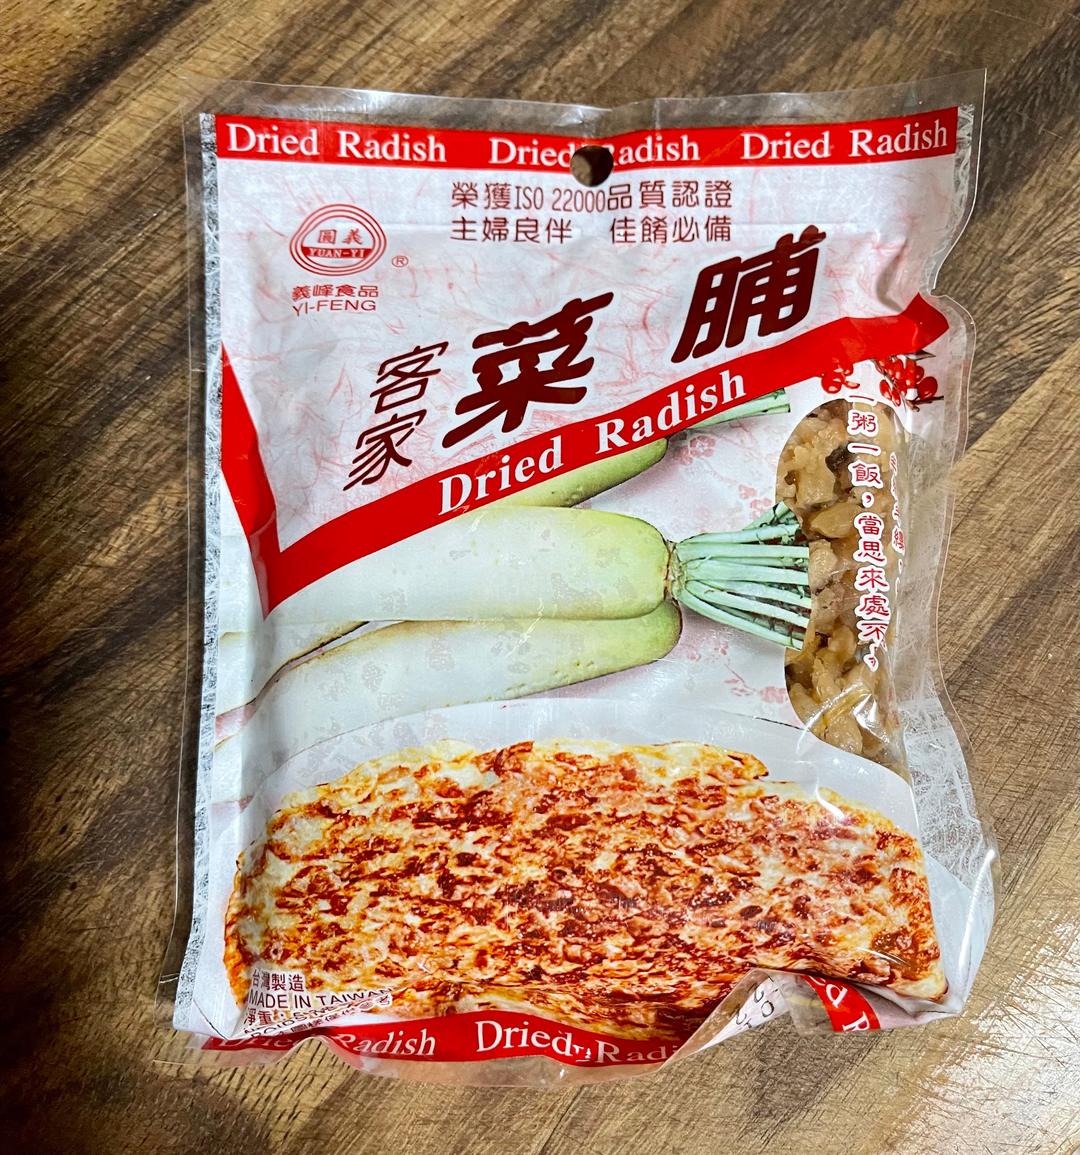 Dried Radish Dried Radish Dried Radish
榮獲ISO 22000品質認證
主婦良伴 佳餚必備
圓義
YUAN-YI
®
義峰食品
YI-FENG
客家
菜脯
Dried Radish
一粥一飯，當思來處不
台灣製造
MADE IN TAIWAN
淨重
Radish Dried Radish